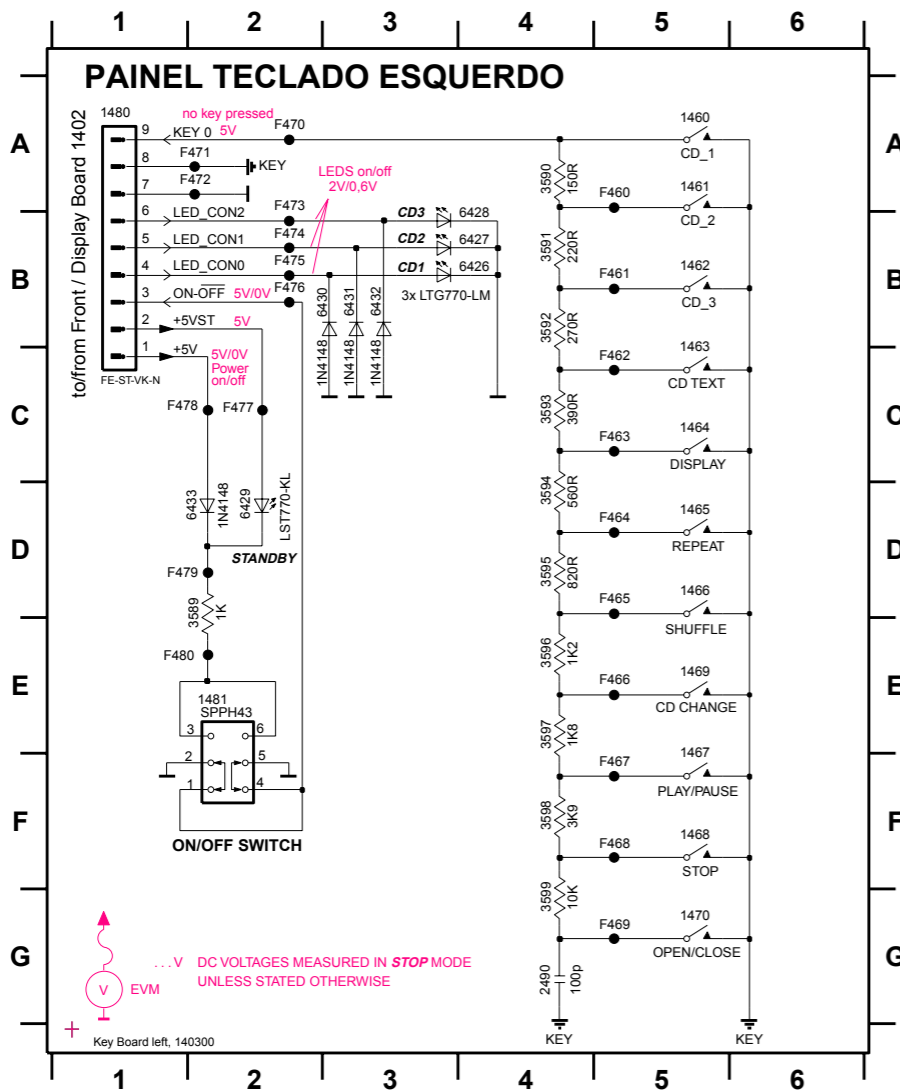 1 2 3 4 5 6
PAINEL TECLADO ESQUERDO
A A
B B
C C
D D
E E
F F
G G
to/from Front / Display Board 1402
1480
no key pressed
9 KEY 0 5V F470
8 F471 KEY
7 F472
LEDS on/off
2V/0,6V
6 LED_CON2 F473 CD3 6428
5 LED_CON1 F474 CD2 6427
4 LED_CON0 F475 CD1 6426
3 ON-OFF 5V/0V F476
3x LTG770-LM
2 +5VST 5V
1 +5V 5V/0V
Power
on/off
FE-ST-VK-N
6430 6431 6432
1N4148 1N4148 1N4148
F478 F477
6433 1N4148 6429 LST770-KL
STANDBY
F479
3589 1K
F480
1481
SPPH43
3 6
2 5
1 4
ON/OFF SWITCH
1460
CD_1
3590 150R
F460 1461
CD_2
3591 220R
F461 1462
CD_3
3592 270R
F462 1463
CD TEXT
3593 390R
F463 1464
DISPLAY
3594 560R
F464 1465
REPEAT
3595 820R
F465 1466
SHUFFLE
3596 1K2
F466 1469
CD CHANGE
3597 1K8
F467 1467
PLAY/PAUSE
3598 3K9
F468 1468
STOP
3599 10K
F469 1470
OPEN/CLOSE
2490 100p
KEY KEY
V EVM
...V DC VOLTAGES MEASURED IN STOP MODE
UNLESS STATED OTHERWISE
Key Board left, 140300
1 2 3 4 5 6